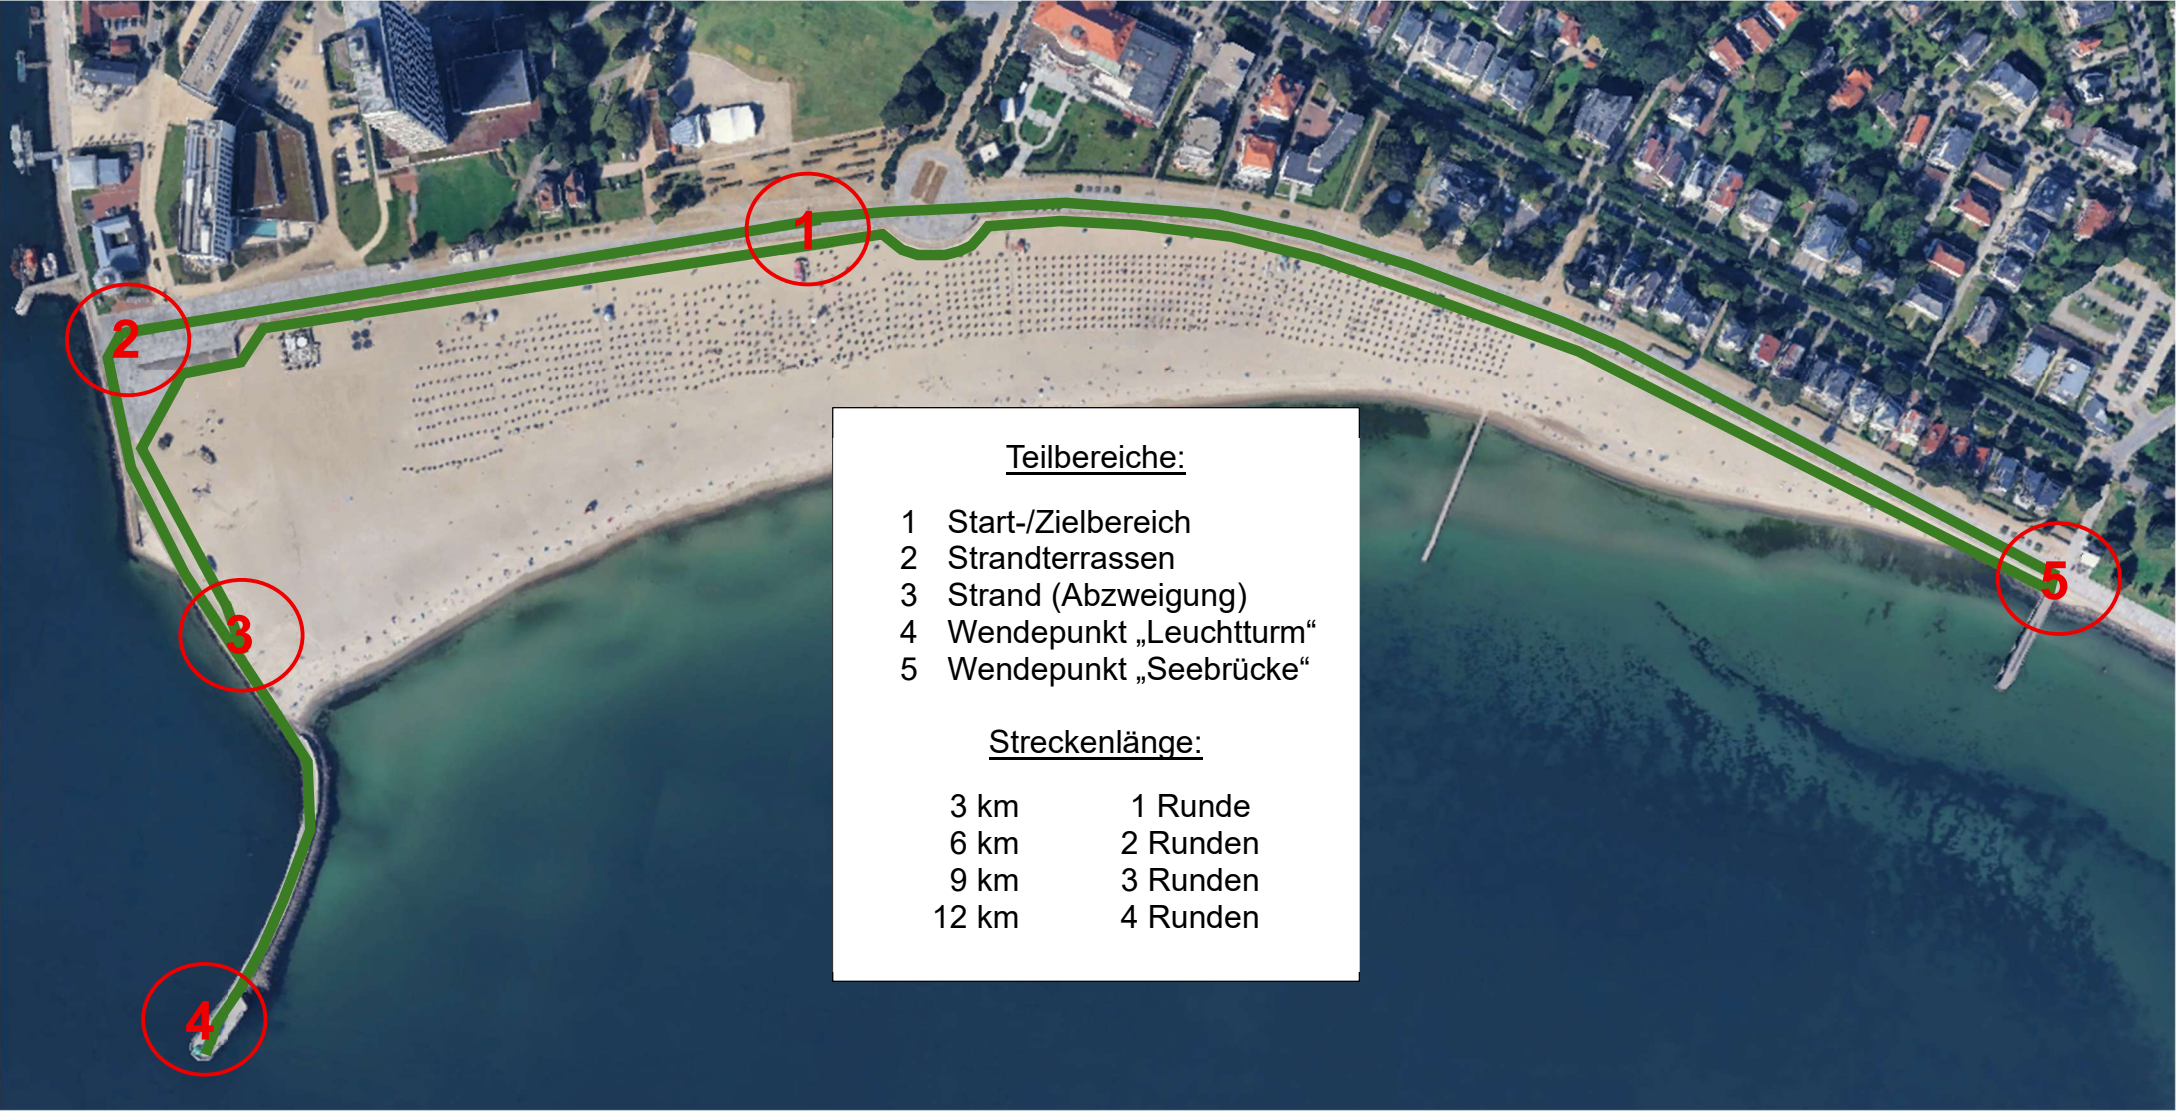 1
2
3
4
5
Teilbereiche:
1 Start-/Zielbereich
2 Strandterrassen
3 Strand (Abzweigung)
4 Wendepunkt „Leuchtturm“
5 Wendepunkt „Seebrücke“
Streckenlänge:
3 km 1 Runde
6 km 2 Runden
9 km 3 Runden
12 km 4 Runden